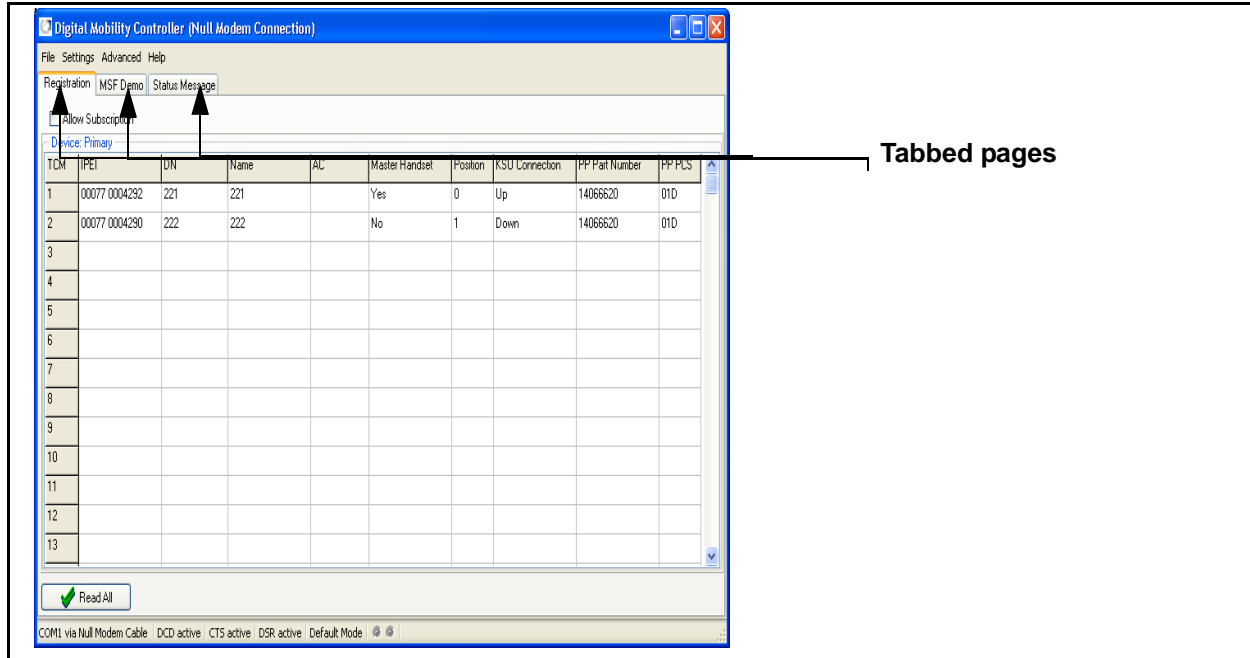 Digital Mobility Controller (Null Modem Connection)
File Settings Advanced Help
Registration MSF Demo Status Message
Allow Subscription
Device: Primary
Tabbed pages
TCM IPEI DN Name AC Master Handset Position KSU Connection PP Part Number PP PCS
1 00077 0004292 221 221 Yes 0 Up 14066620 01D
2 00077 0004290 222 222 No 1 Down 14066620 01D
3
4
5
6
7
8
9
10
11
12
13
Read All
COM1 via Null Modem Cable DCD active CTS active DSR active Default Mode